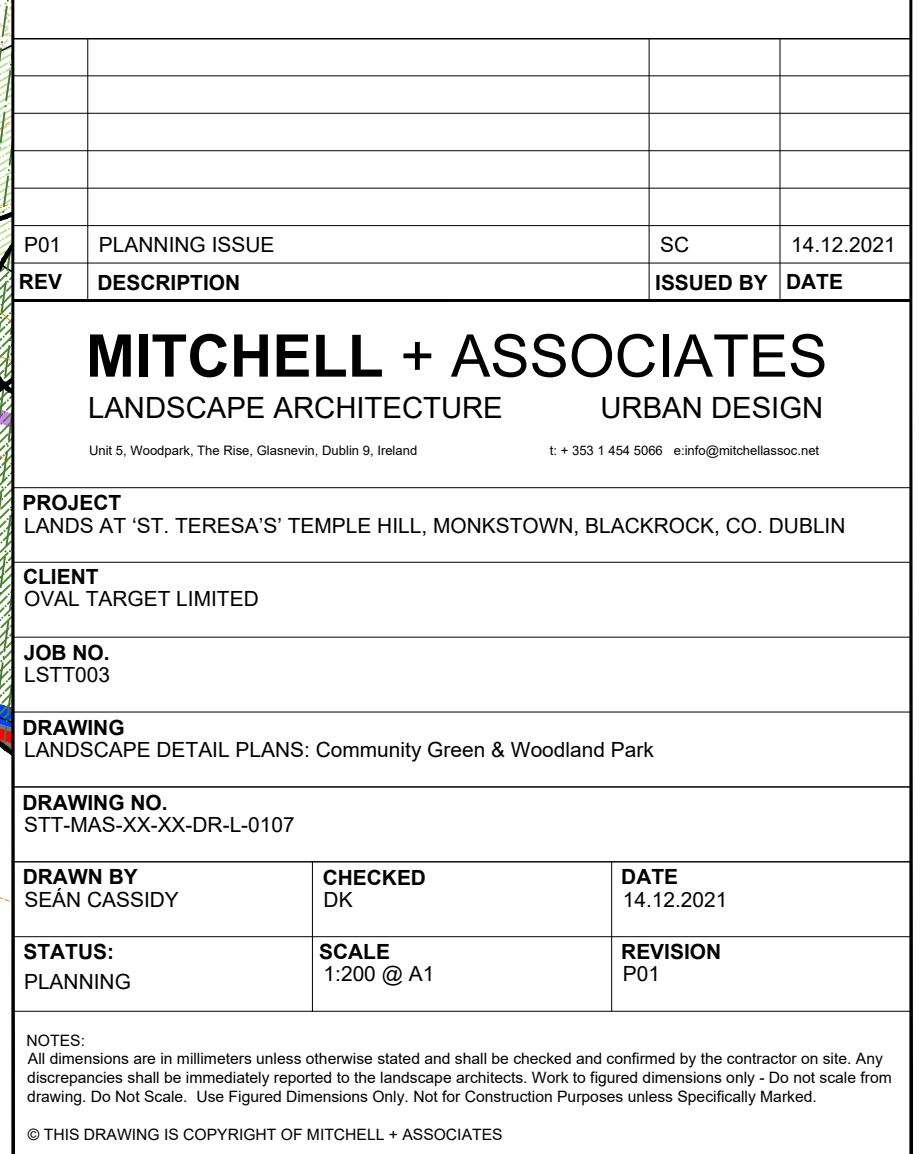 P01 PLANNING ISSUE SC 14.12.2021
REV DESCRIPTION ISSUED BY DATE
MITCHELL + ASSOCIATES
LANDSCAPE ARCHITECTURE URBAN DESIGN
Unit 5, Woodpark, The Rise, Glasnevin, Dublin 9, Ireland t: + 353 1 454 5066 e:info@mitchellassoc.net
PROJECT
LANDS AT ‘ST. TERESA’S’ TEMPLE HILL, MONKSTOWN, BLACKROCK, CO. DUBLIN
CLIENT
OVAL TARGET LIMITED
JOB NO.
LSTT003
DRAWING
LANDSCAPE DETAIL PLANS: Community Green & Woodland Park
DRAWING NO.
STT-MAS-XX-XX-DR-L-0107
DRAWN BY CHECKED DATE
SEÁN CASSIDY DK 14.12.2021
STATUS: SCALE REVISION
PLANNING 1:200 @ A1 P01
NOTES:
All dimensions are in millimeters unless otherwise stated and shall be checked and confirmed by the contractor on site. Any
discrepancies shall be immediately reported to the landscape architects. Work to figured dimensions only - Do not scale from
drawing. Do Not Scale. Use Figured Dimensions Only. Not for Construction Purposes unless Specifically Marked.
© THIS DRAWING IS COPYRIGHT OF MITCHELL + ASSOCIATES